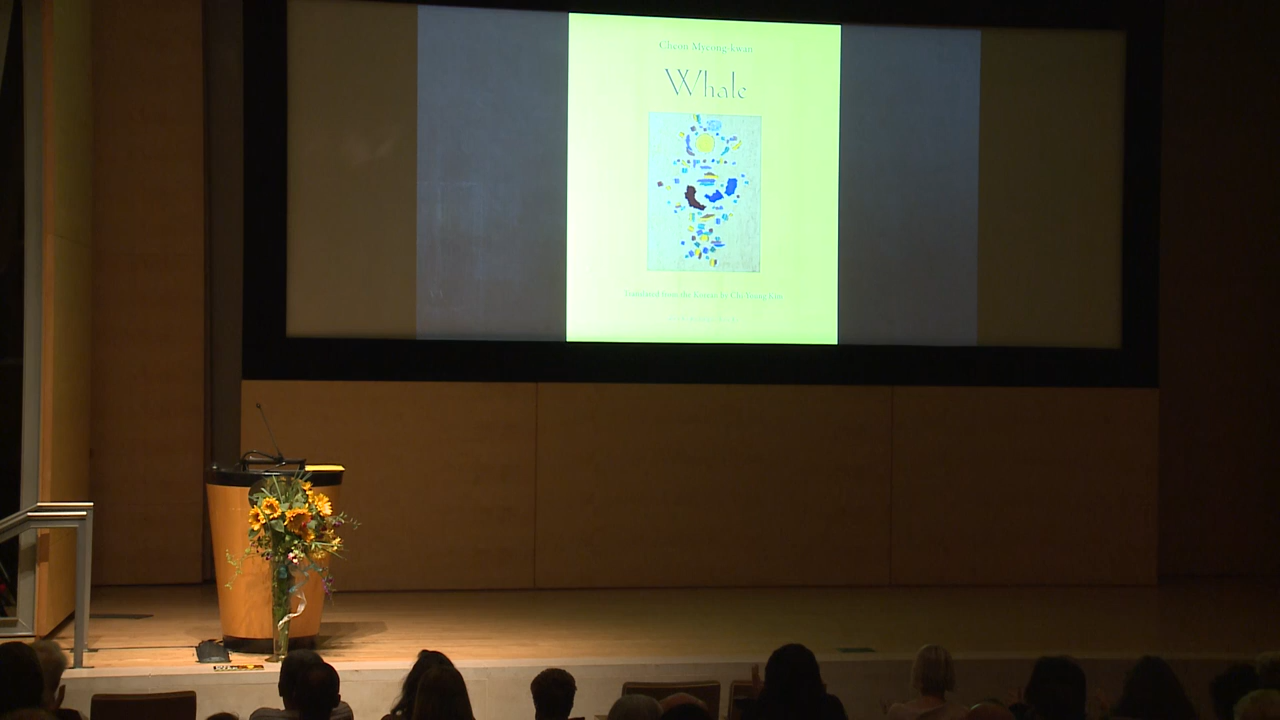 Cheon Myeong-kwan
Whale
Translated from the Korean by Chi-Young Kim